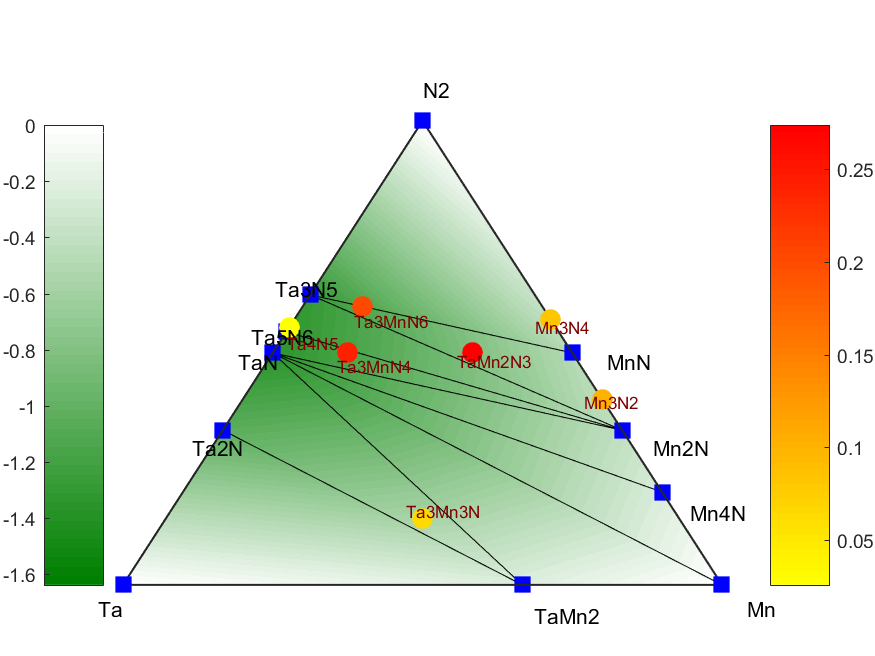 N2
0
-0.2
-0.4
-0.6
-0.8
-1
-1.2
-1.4
-1.6
0.25
0.2
0.15
0.1
0.05
Ta3N5
Ta3MnN6
Mn3N4
Ta5N6
Ta4N5
TaN
Ta3MnN4
TaMn2N3
MnN
Mn3N2
Ta2N
Mn2N
Ta3Mn3N
Mn4N
Ta
TaMn2
Mn